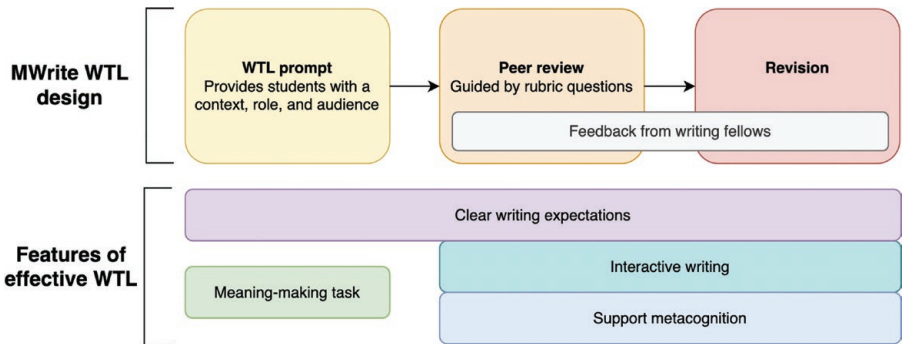 MWrite WTL
design
WTL prompt
Provides students with a
context, role, and audience
Peer review
Guided by rubric questions
Revision
Feedback from writing fellows
Features of
effective WTL
Clear writing expectations
Meaning-making task
Interactive writing
Support metacognition